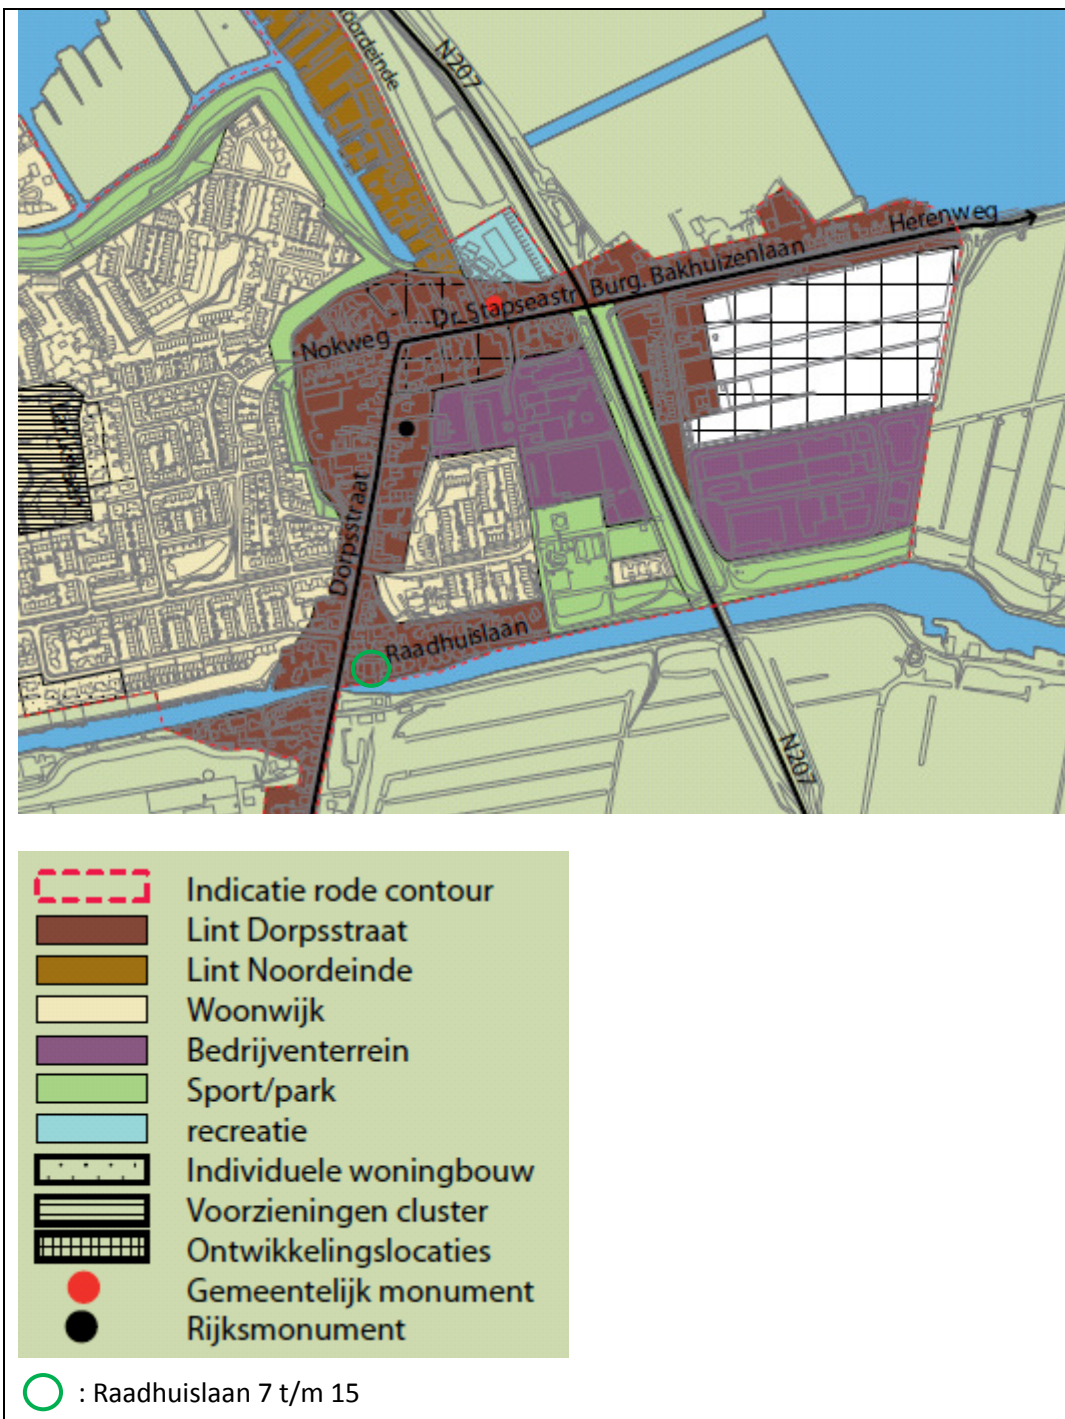 Noordeinde
N207
Herenweg
Burg. Bakhuizenlaan
Dr. Stapseastr.
Nokweg
Dorpsstraat
Raadhuislaan
N207
Indicatie rode contour
Lint Dorpsstraat
Lint Noordeinde
Woonwijk
Bedrijventerrein
Sport/park
recreatie
Individuele woningbouw
Voorzieningen cluster
Ontwikkelingslocaties
Gemeentelijk monument
Rijksmonument
: Raadhuislaan 7 t/m 15